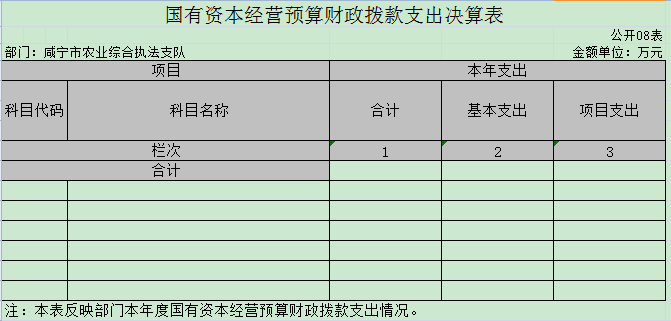 国有资本经营预算财政拨款支出决算表
公开08表
部门：咸宁市农业综合执法支队 金额单位：万元
项目 本年支出
科目代码 科目名称 合计 基本支出 项目支出
栏次 1 2 3
合计
注：本表反映部门本年度国有资本经营预算财政拨款支出情况。